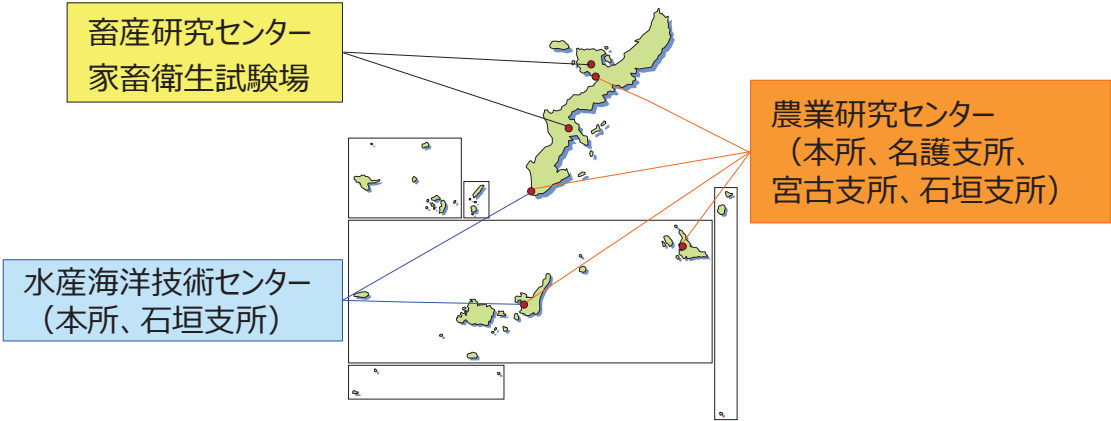 畜産研究センター
家畜衛生試験場
農業研究センター
（本所、名護支所、
宮古支所、石垣支所）
水産海洋技術センター
（本所、石垣支所）